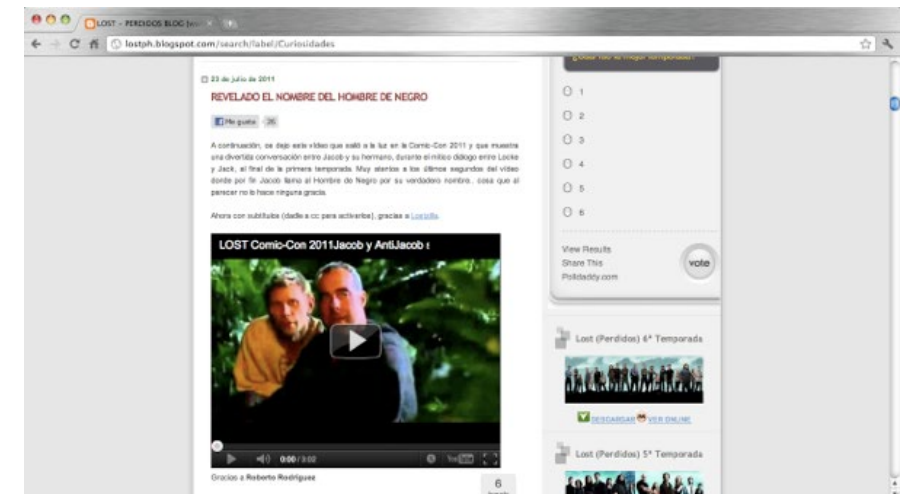 LOST - PERDIDOS BLOG
lostph.blogspot.com/search/label/Curiosidades
23 de julio de 2011
REVELADO EL NOMBRE DEL HOMBRE DE NEGRO
Me gusta 26
A continuación, os dejo este vídeo que salió a la luz en la Comic-Con 2011 y que muestra
una divertida conversación entre Jacob y su hermano, durante el mítico diálogo entre Locke
y Jack, al final de la primera temporada. Muy atentos a los últimos segundos del vídeo
donde por fin Jacob llama al Hombre de Negro por su verdadero nombre.. cosa que al
parecer no le hace ninguna gracia.
Ahora con subtítulos (dadle a cc para activarlos), gracias a Lostzilla.
LOST Comic-Con 2011Jacob y AntiJacob s
0:00 / 3:02
Gracias a Roberto Rodriguez
6
1
2
3
4
5
6
View Results
Share This
Polldaddy.com
vote
Lost (Perdidos) 6ª Temporada
DESCARGAR VER ONLINE
Lost (Perdidos) 5ª Temporada